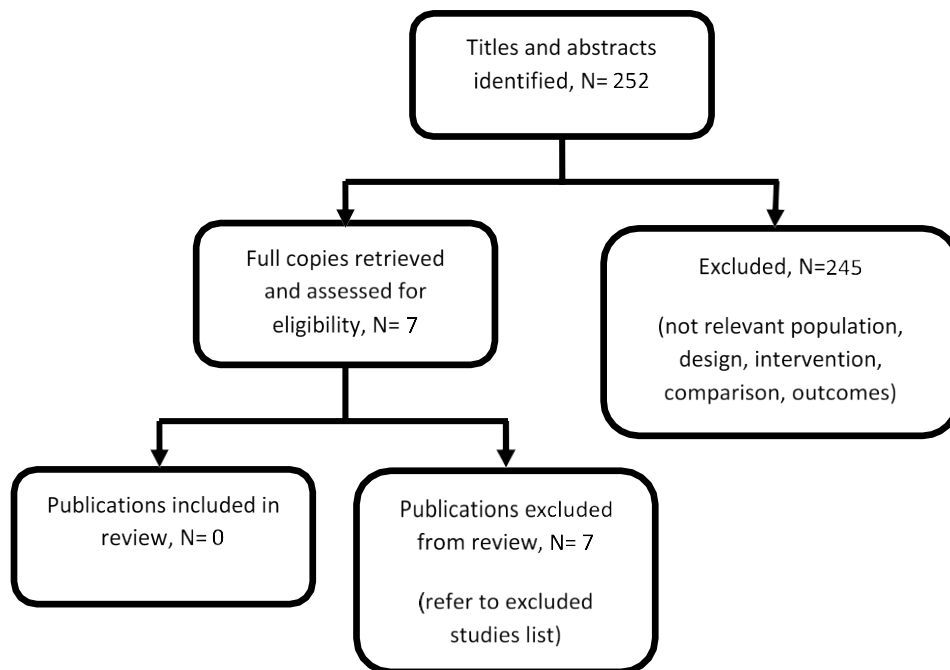 Titles and abstracts
identified, N= 252
Full copies retrieved
and assessed for
eligibility, N= 7
Excluded, N=245
(not relevant population,
design, intervention,
comparison, outcomes)
Publications included in
review, N= 0
Publications excluded
from review, N= 7
(refer to excluded
studies list)